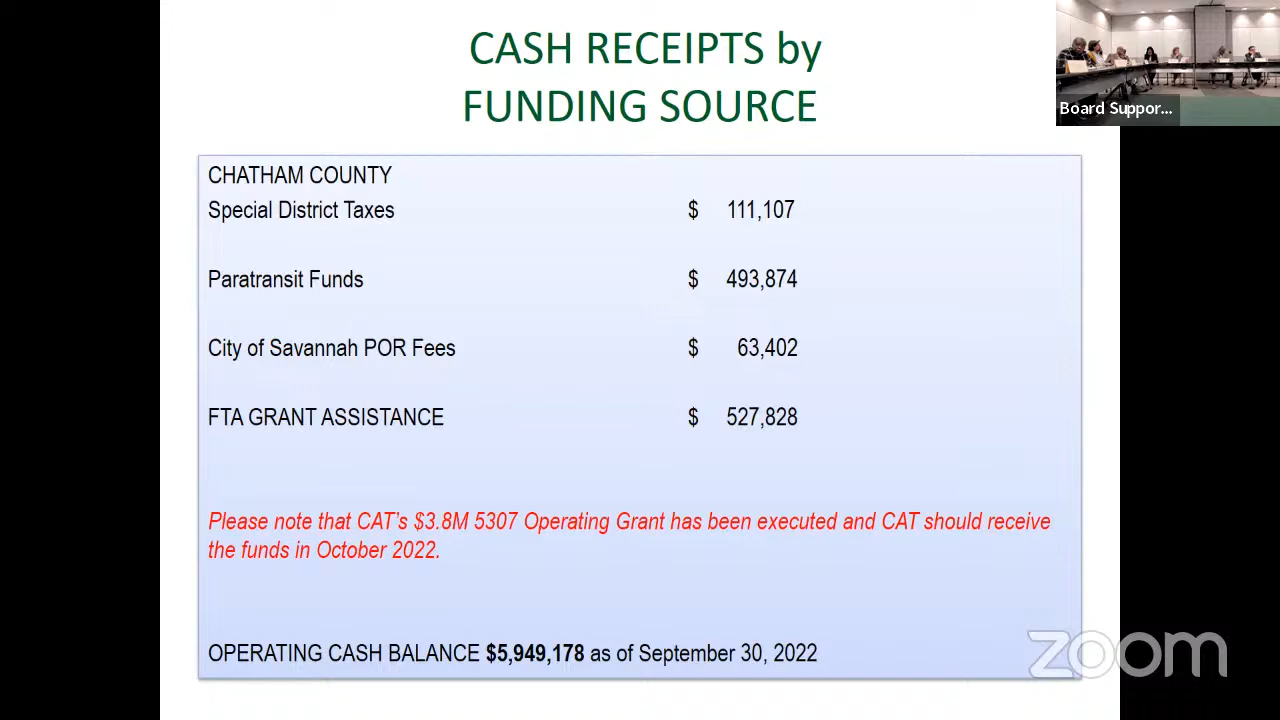 CASH RECEIPTS by
FUNDING SOURCE
Board Suppor...
CHATHAM COUNTY
Special District Taxes $ 111,107
Paratransit Funds $ 493,874
City of Savannah POR Fees $ 63,402
FTA GRANT ASSISTANCE $ 527,828
Please note that CAT's $3.8M 5307 Operating Grant has been executed and CAT should receive
the funds in October 2022.
OPERATING CASH BALANCE $5,949,178 as of September 30, 2022
zoom